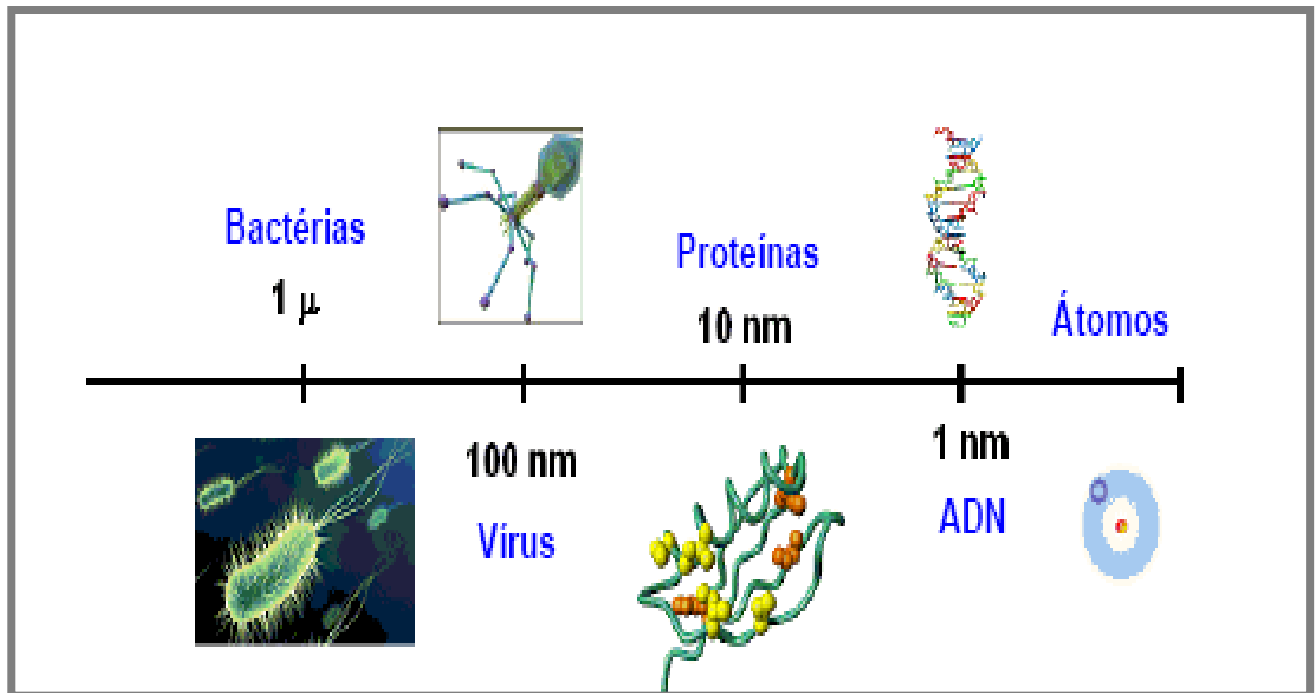 Bactérias
1 μ
100 nm
Vírus
Proteínas
10 nm
1 nm
ADN
Átomos